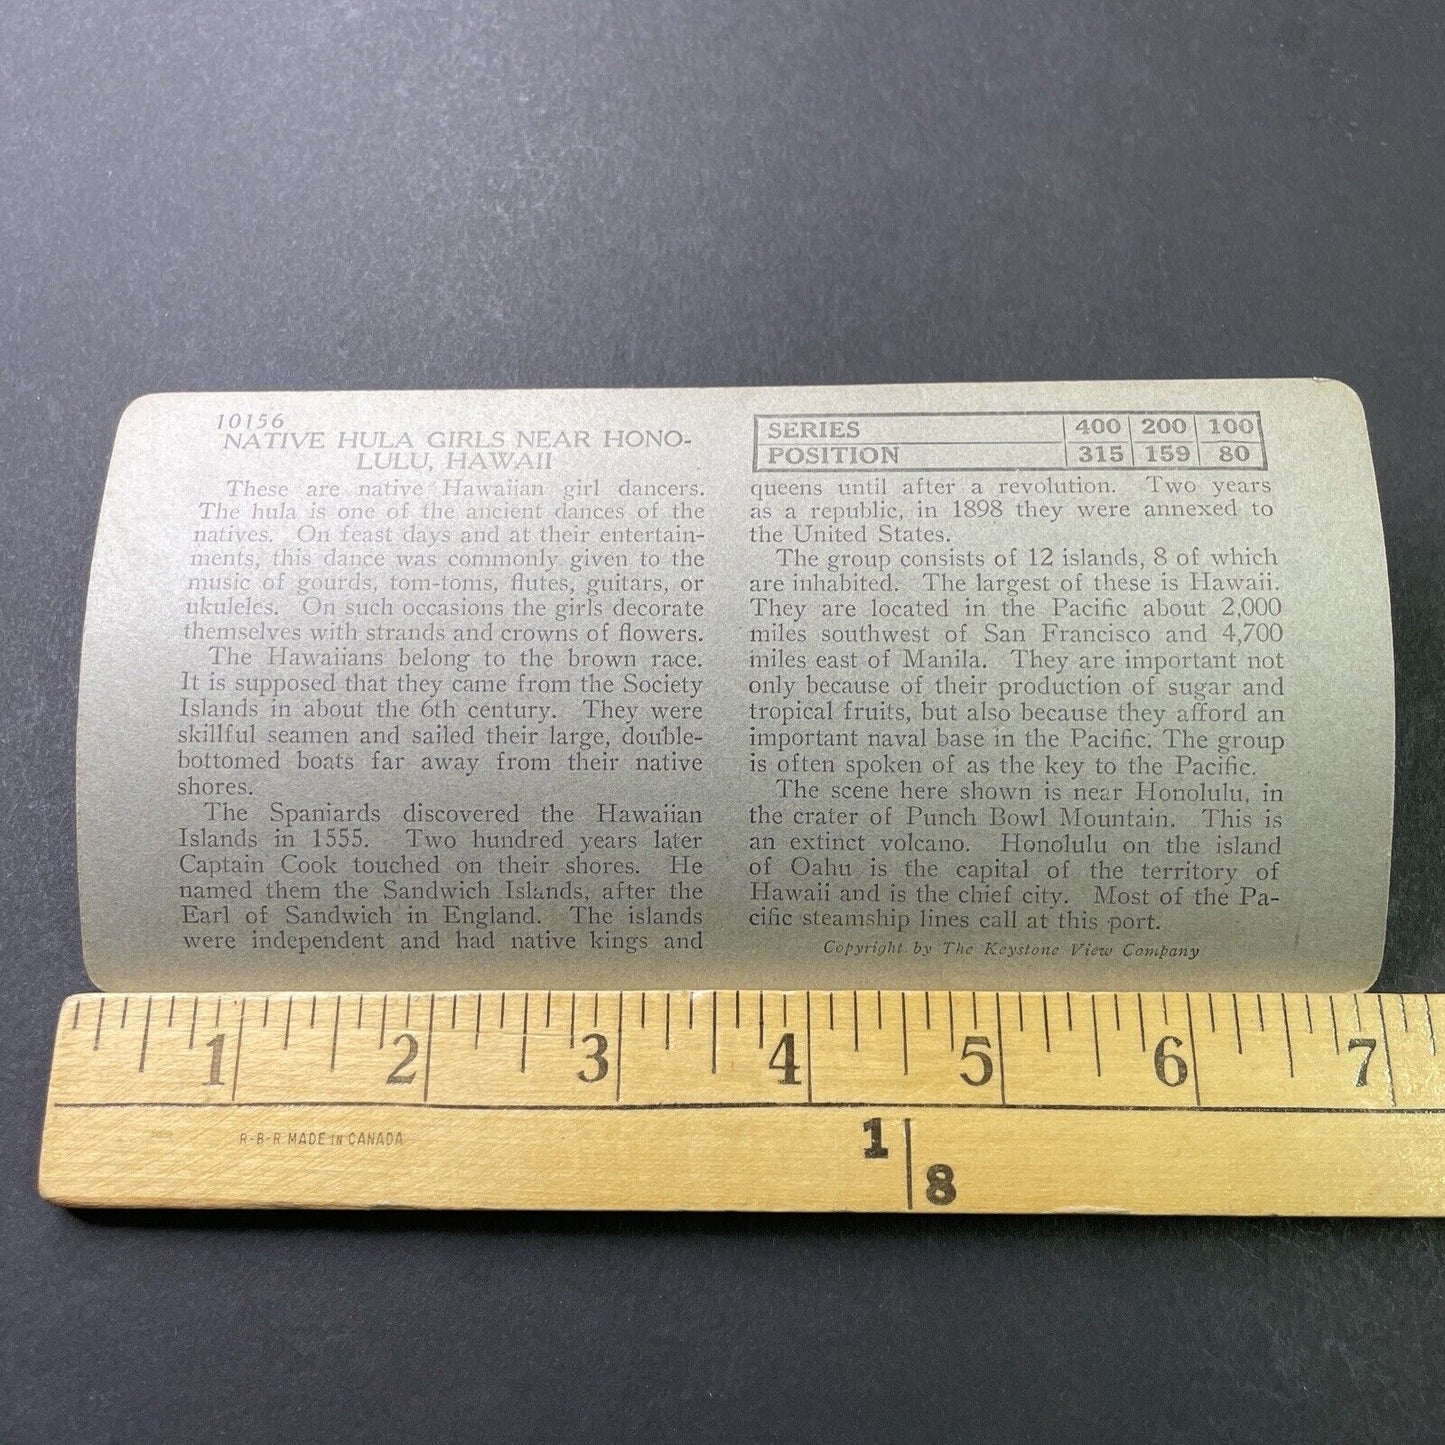 10156
NATIVE HULA GIRLS NEAR HONO-
LULU, HAWAII
These are native Hawaiian girl dancers.
The hula is one of the ancient dances of the
natives. On feast days and at their entertain-
ments, this dance was commonly given to the
music of gourds, tom-toms, flutes, guitars, or
ukuleles. On such occasions the girls decorate
themselves with strands and crowns of flowers.
The Hawaiians belong to the brown race.
It is supposed that they came from the Society
Islands in about the 6th century. They were
skillful seamen and sailed their large, double-
bottomed boats far away from their native
shores.
The Spaniards discovered the Hawaiian
Islands in 1555. Two hundred years later
Captain Cook touched on their shores. He
named them the Sandwich Islands, after the
Earl of Sandwich in England. The islands
were independent and had native kings and
SERIES 400 200 100
POSITION 315 159 80
queens until after a revolution. Two years
as a republic, in 1898 they were annexed to
the United States.
The group consists of 12 islands, 8 of which
are inhabited. The largest of these is Hawaii.
They are located in the Pacific about 2,000
miles southwest of San Francisco and 4,700
miles east of Manila. They are important not
only because of their production of sugar and
tropical fruits, but also because they afford an
important naval base in the Pacific. The group
is often spoken of as the key to the Pacific.
The scene here shown is near Honolulu, in
the crater of Punch Bowl Mountain. This is
an extinct volcano. Honolulu on the island
of Oahu is the capital of the territory of
Hawaii and is the chief city. Most of the Pa-
cific steamship lines call at this port.
Copyright by The Keystone View Company
1 2 3 4 5 6 7
R-B-R MADE IN CANADA
1 8